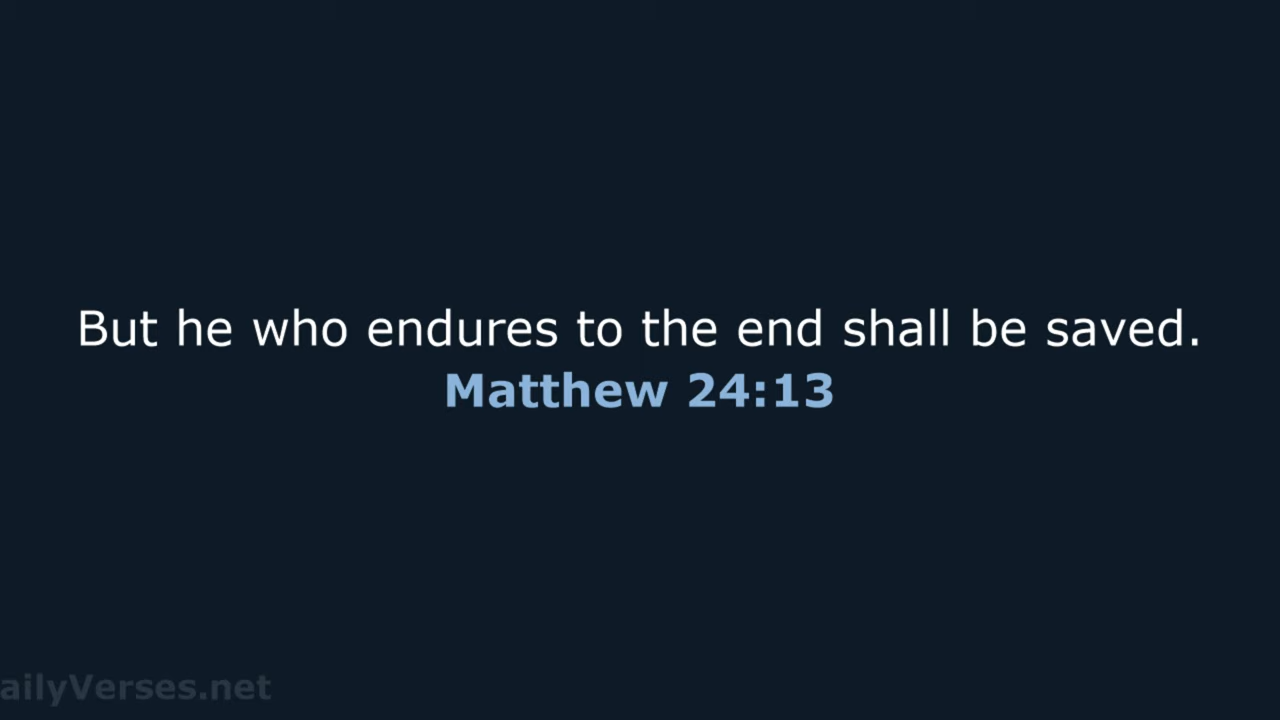 But he who endures to the end shall be saved.
Matthew 24:13
ailyVerses.net